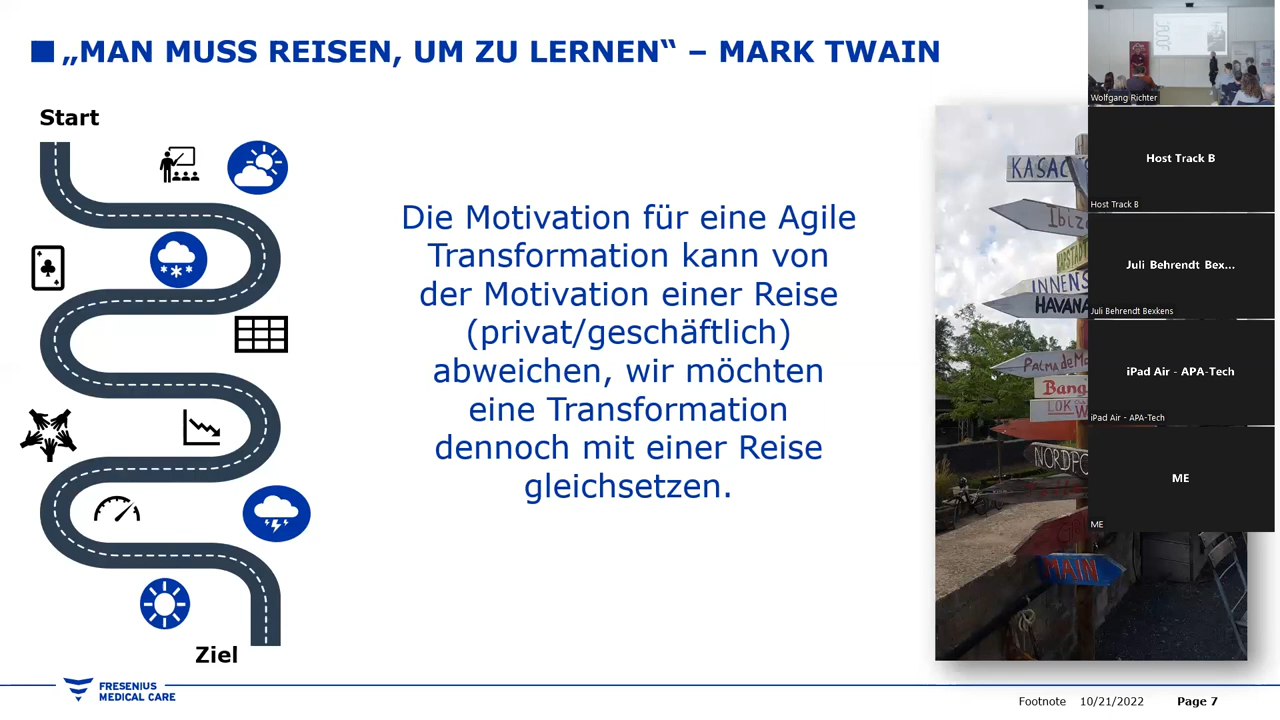 „MAN MUSS REISEN, UM ZU LERNEN“ – MARK TWAIN
Start
Die Motivation für eine Agile
Transformation kann von
der Motivation einer Reise
(privat/geschäftlich)
abweichen, wir möchten
eine Transformation
dennoch mit einer Reise
gleichsetzen.
Ziel
KASAC
Ibiz
INNENS
HAVANA
Palma de Ma
Bang
LOK
NORDPO
MAIN
Wolfgang Richter
Host Track B
Host Track B
Juli Behrendt Bex...
Juli Behrendt Bexkens
iPad Air - APA-Tech
iPad Air - APA-Tech
ME
ME
FRESENIUS
MEDICAL CARE
Footnote 10/21/2022 Page 7